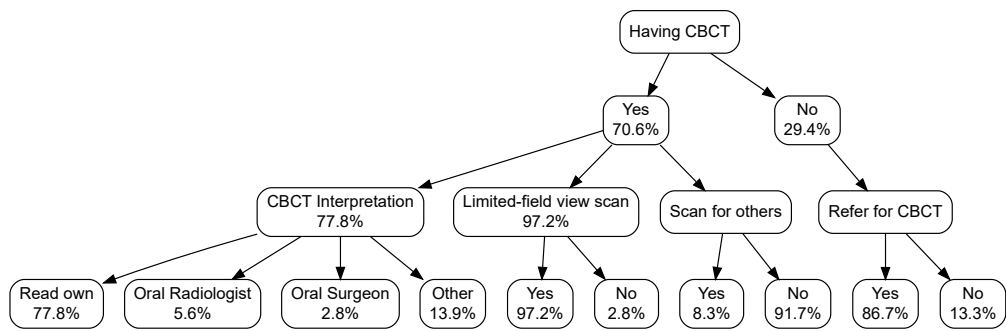 Having CBCT
Yes
70.6%
No
29.4%
CBCT Interpretation
77.8%
Limited-field view scan
97.2%
Scan for others
Refer for CBCT
Read own
77.8%
Oral Radiologist
5.6%
Oral Surgeon
2.8%
Other
13.9%
Yes
97.2%
No
2.8%
Yes
8.3%
No
91.7%
Yes
86.7%
No
13.3%